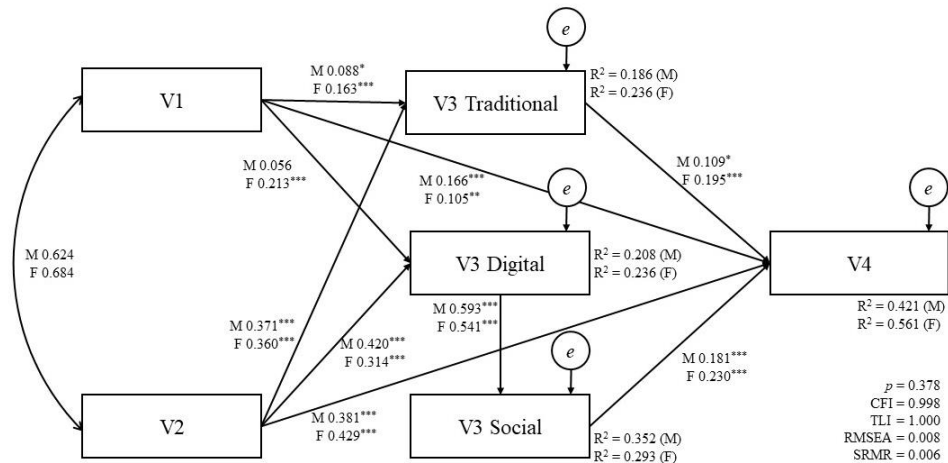 e
M 0.088*
F 0.163***
R² = 0.186 (M)
R² = 0.236 (F)
V1
V3 Traditional
M 0.056
F 0.213***
M 0.166***
F 0.105**
M 0.109*
F 0.195***
e
e
M 0.624
F 0.684
V3 Digital
R² = 0.208 (M)
R² = 0.236 (F)
V4
M 0.593***
F 0.541***
R² = 0.421 (M)
R² = 0.561 (F)
M 0.371***
F 0.360***
M 0.420***
F 0.314***
e
M 0.181***
F 0.230***
V2
M 0.381***
F 0.429***
V3 Social
R² = 0.352 (M)
R² = 0.293 (F)
p = 0.378
CFI = 0.998
TLI = 1.000
RMSEA = 0.008
SRMR = 0.006